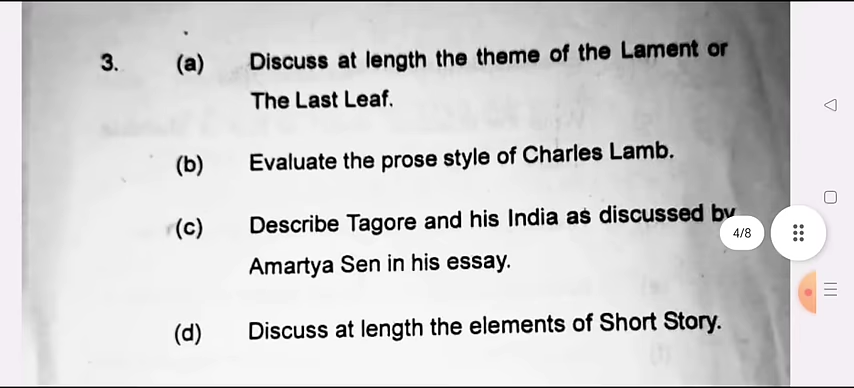 3. (a) Discuss at length the theme of the Lament or
The Last Leaf.
(b) Evaluate the prose style of Charles Lamb.
(c) Describe Tagore and his India as discussed by
4/8
Amartya Sen in his essay.
(d) Discuss at length the elements of Short Story.